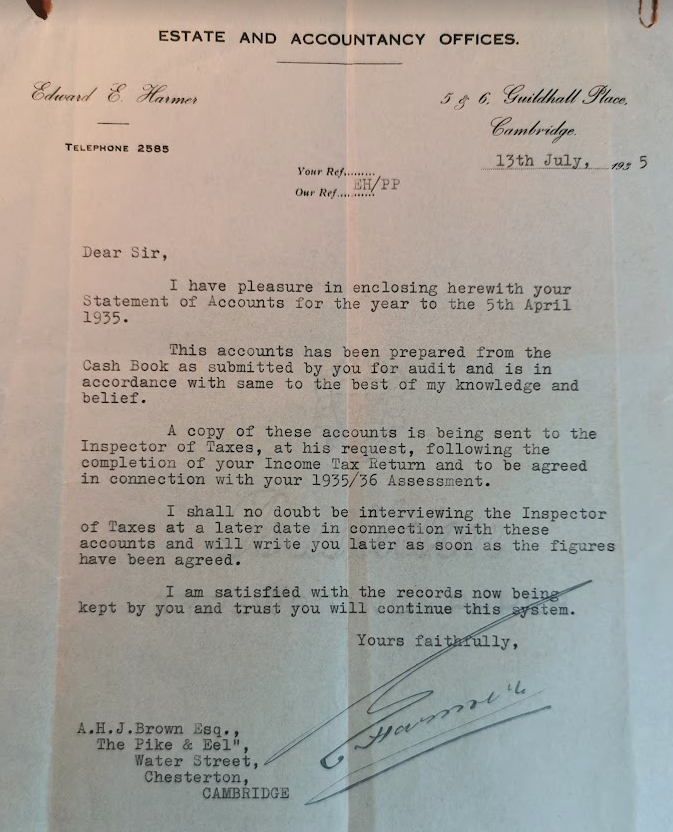 ESTATE AND ACCOUNTANCY OFFICES.
Edward E. Harmer
5 & 6, Guildhall Place,
Cambridge.
TELEPHONE 2585
13th July, 1935
Your Ref.........
Our Ref.... EH/PP
Dear Sir,
I have pleasure in enclosing herewith your
Statement of Accounts for the year to the 5th April
1935.
This accounts has been prepared from the
Cash Book as submitted by you for audit and is in
accordance with same to the best of my knowledge and
belief.
A copy of these accounts is being sent to the
Inspector of Taxes, at his request, following the
completion of your Income Tax Return and to be agreed
in connection with your 1935/36 Assessment.
I shall no doubt be interviewing the Inspector
of Taxes at a later date in connection with these
accounts and will write you later as soon as the figures
have been agreed.
I am satisfied with the records now being
kept by you and trust you will continue this system.
Yours faithfully,
Harmer
A.H.J.Brown Esq.,
The Pike & Eel",
Water Street,
Chesterton,
CAMBRIDGE